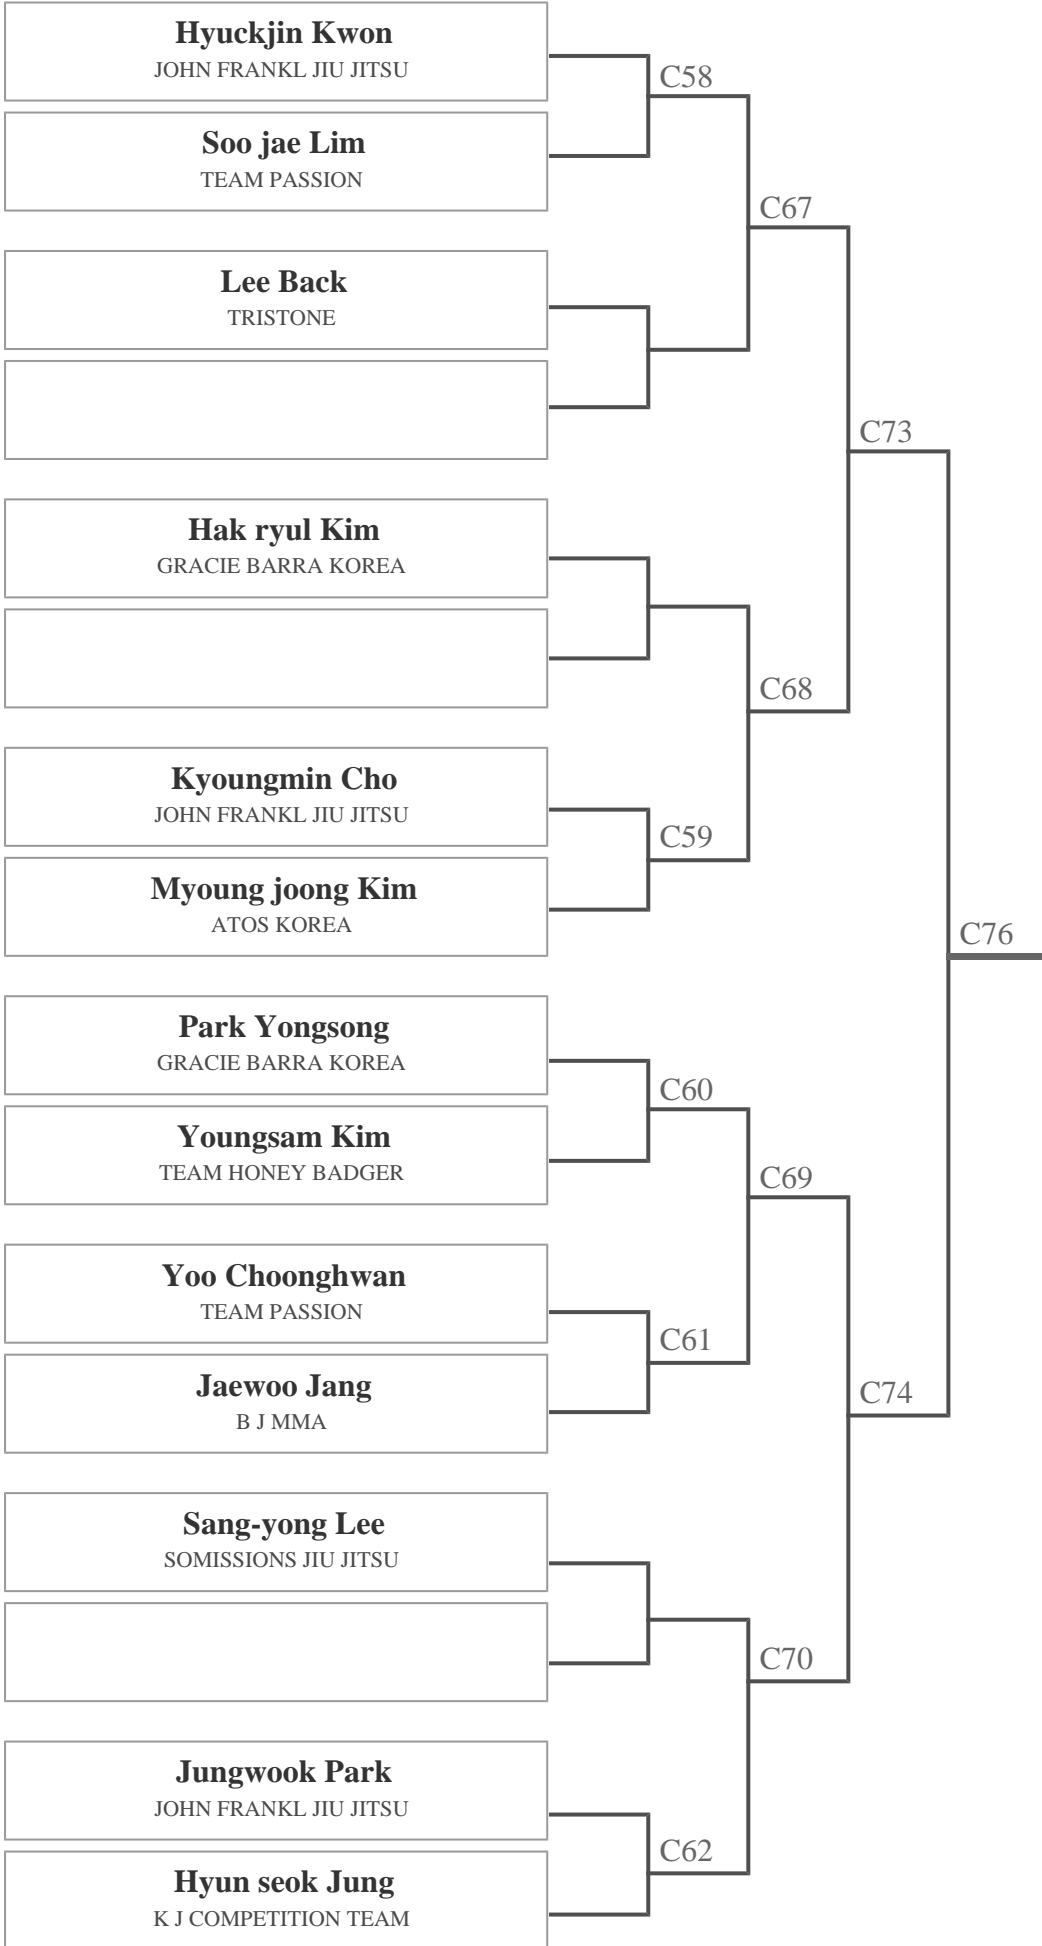 Hyuckjin Kwon
JOHN FRANKL JIU JITSU
C58
Soo jae Lim
TEAM PASSION
C67
Lee Back
TRISTONE
C73
Hak ryul Kim
GRACIE BARRA KOREA
C68
Kyoungmin Cho
JOHN FRANKL JIU JITSU
C59
Myoung joong Kim
ATOS KOREA
C76
Park Yongsong
GRACIE BARRA KOREA
C60
Youngsam Kim
TEAM HONEY BADGER
C69
Yoo Choonghwan
TEAM PASSION
C61
Jaewoo Jang
B J MMA
C74
Sang-yong Lee
SOMISSIONS JIU JITSU
C70
Jungwook Park
JOHN FRANKL JIU JITSU
C62
Hyun seok Jung
K J COMPETITION TEAM